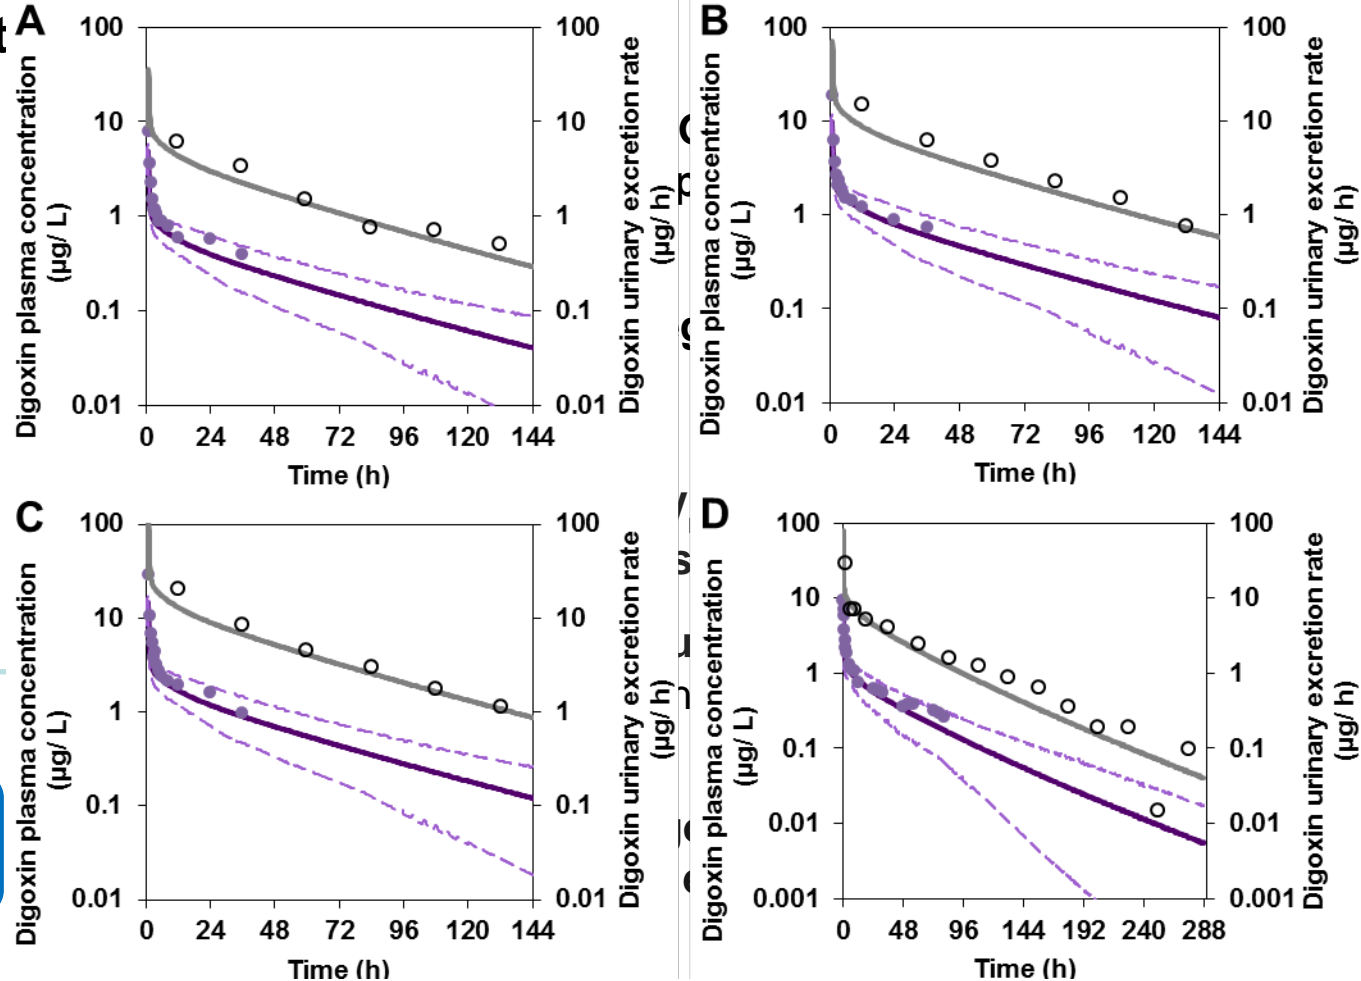 A
Digoxin plasma concentration
(µg/ L)
100
10
1
0.1
0.01
100
10
1
0.1
0.01
Digoxin urinary excretion rate
(µg/ h)
0 24 48 72 96 120 144
Time (h)
B
Digoxin plasma concentration
(µg/ L)
100
10
1
0.1
0.01
100
10
1
0.1
0.01
Digoxin urinary excretion rate
(µg/ h)
0 24 48 72 96 120 144
Time (h)
C
Digoxin plasma concentration
(µg/ L)
100
10
1
0.1
0.01
100
10
1
0.1
0.01
Digoxin urinary excretion rate
(µg/ h)
0 24 48 72 96 120 144
Time (h)
D
Digoxin plasma concentration
(µg/ L)
100
10
1
0.1
0.01
0.001
100
10
1
0.1
0.01
0.001
Digoxin urinary excretion rate
(µg/ h)
0 48 96 144 192 240 288
Time (h)